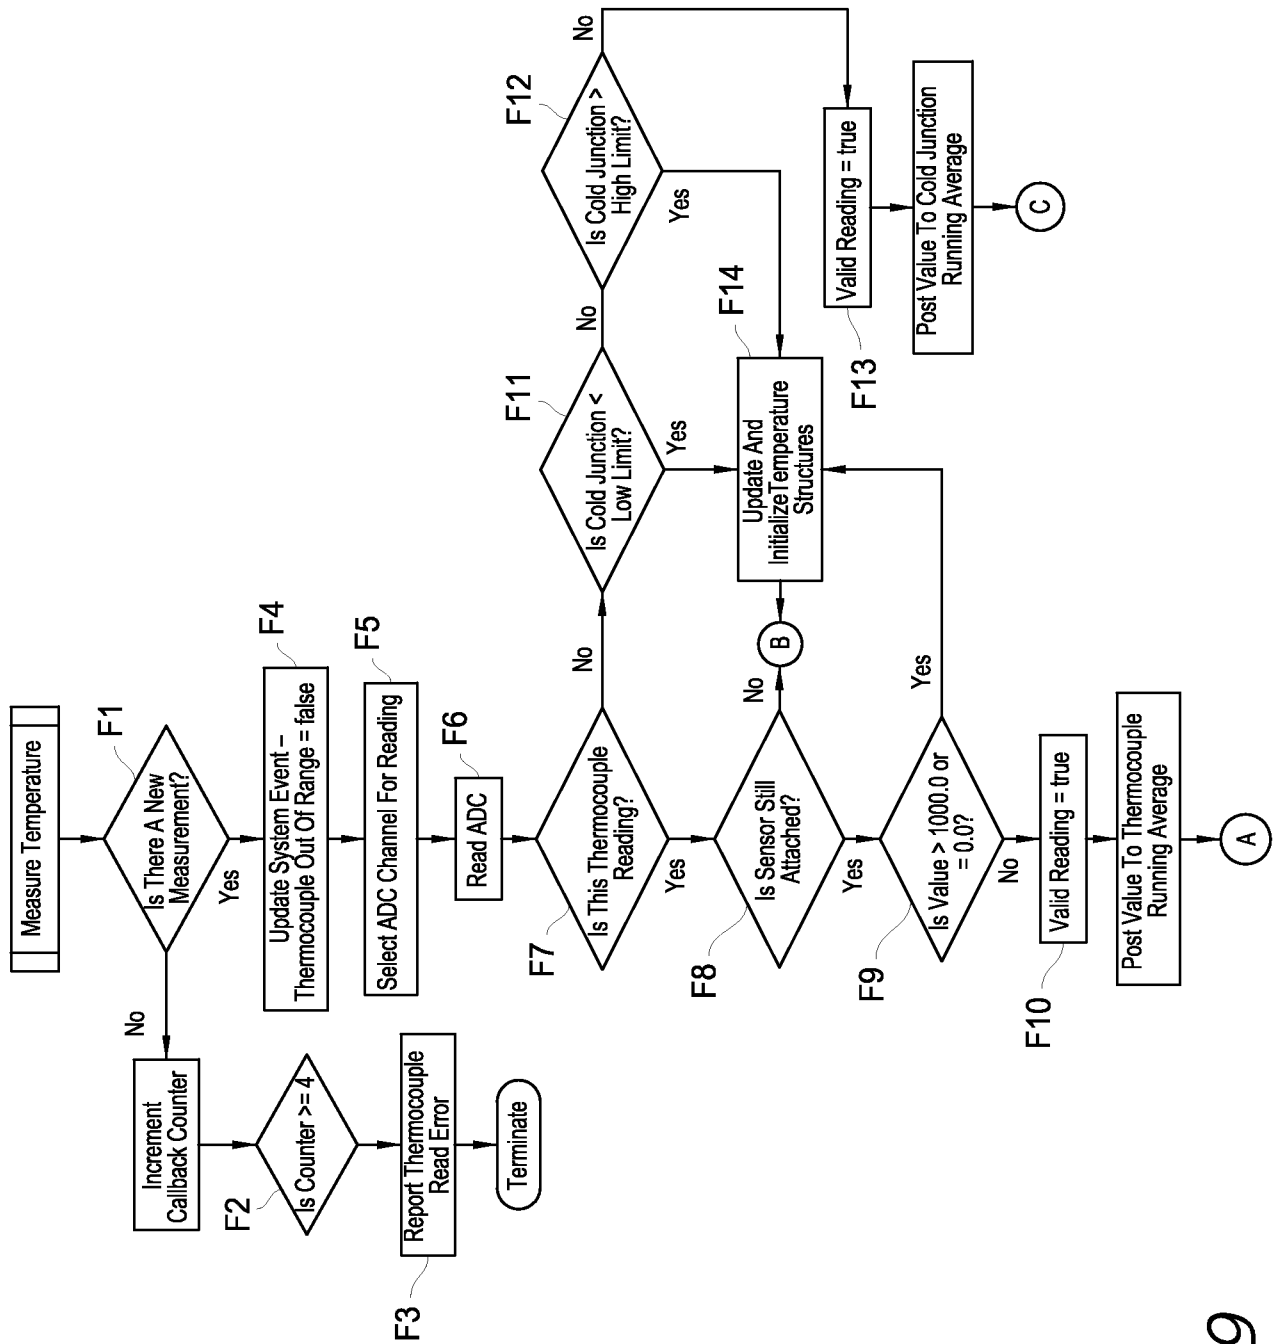 Measure Temperature
F1
Is There A New
Measurement?
No
Yes
Increment
Callback Counter
F2
Is Counter >= 4
F3
Report Thermocouple
Read Error
Terminate
F4
Update System Event –
Thermocouple Out Of Range = false
F5
Select ADC Channel For Reading
F6
Read ADC
F7
Is This Thermocouple
Reading?
No
Yes
F8
Is Sensor Still
Attached?
No
Yes
B
F9
Is Value > 1000.0 or
= 0.0?
Yes
No
F10
Valid Reading = true
Post Value To Thermocouple
Running Average
A
F11
Is Cold Junction <
Low Limit?
No
Yes
F12
Is Cold Junction >
High Limit?
No
Yes
F14
Update And
InitializeTemperature
Structures
F13
Valid Reading = true
Post Value To Cold Junction
Running Average
C
9